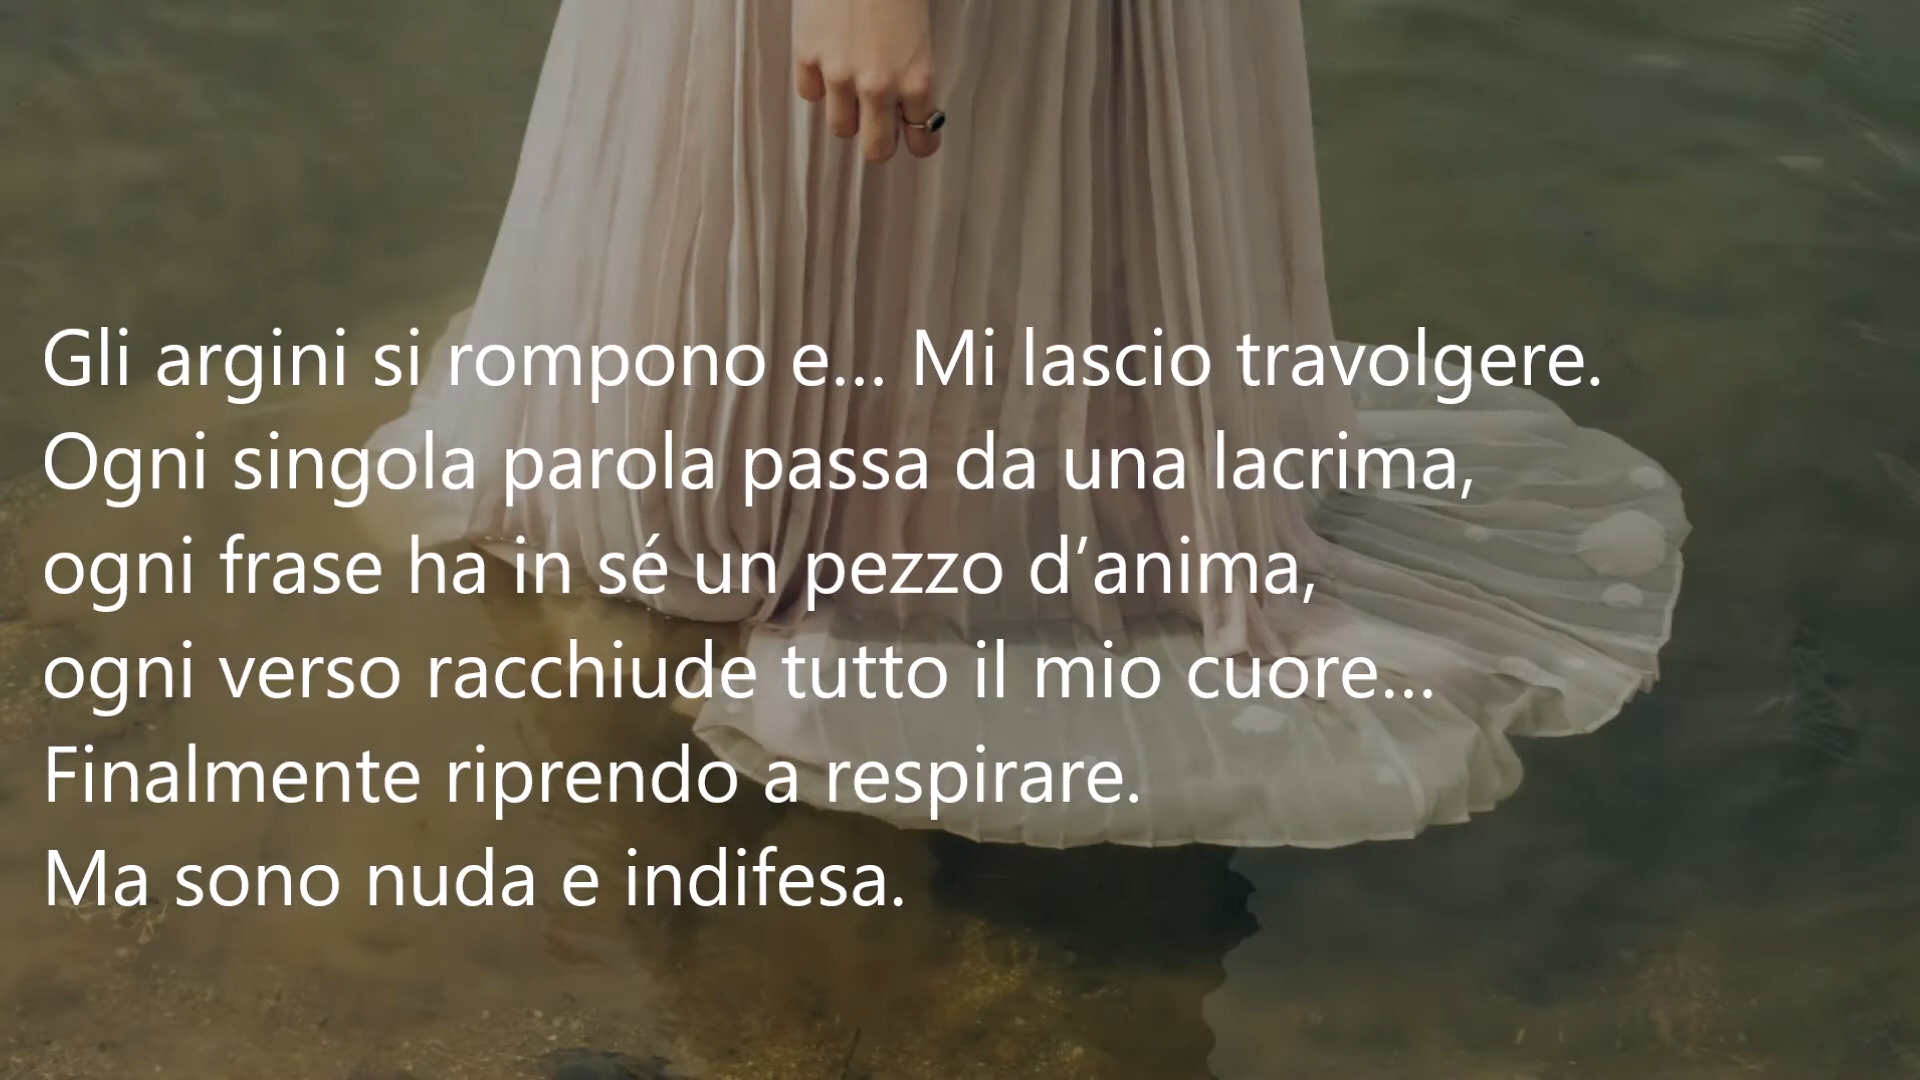 Gli argini si rompono e… Mi lascio travolgere.
Ogni singola parola passa da una lacrima,
ogni frase ha in sé un pezzo d’anima,
ogni verso racchiude tutto il mio cuore…
Finalmente riprendo a respirare.
Ma sono nuda e indifesa.